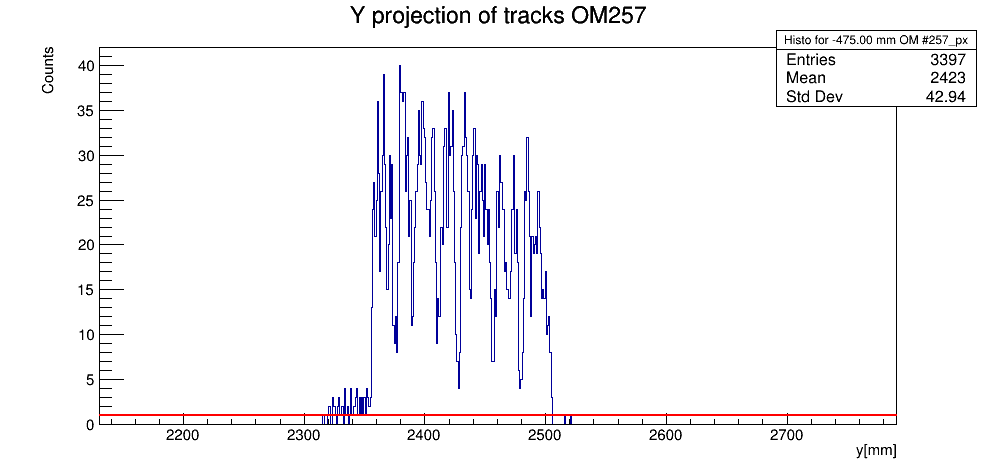 Y projection of tracks OM257
Histo for -475.00 mm OM #257_px
Entries 3397
Mean 2423
Std Dev 42.94
Counts
40
35
30
25
20
15
10
5
0
2200 2300 2400 2500 2600 2700
y[mm]